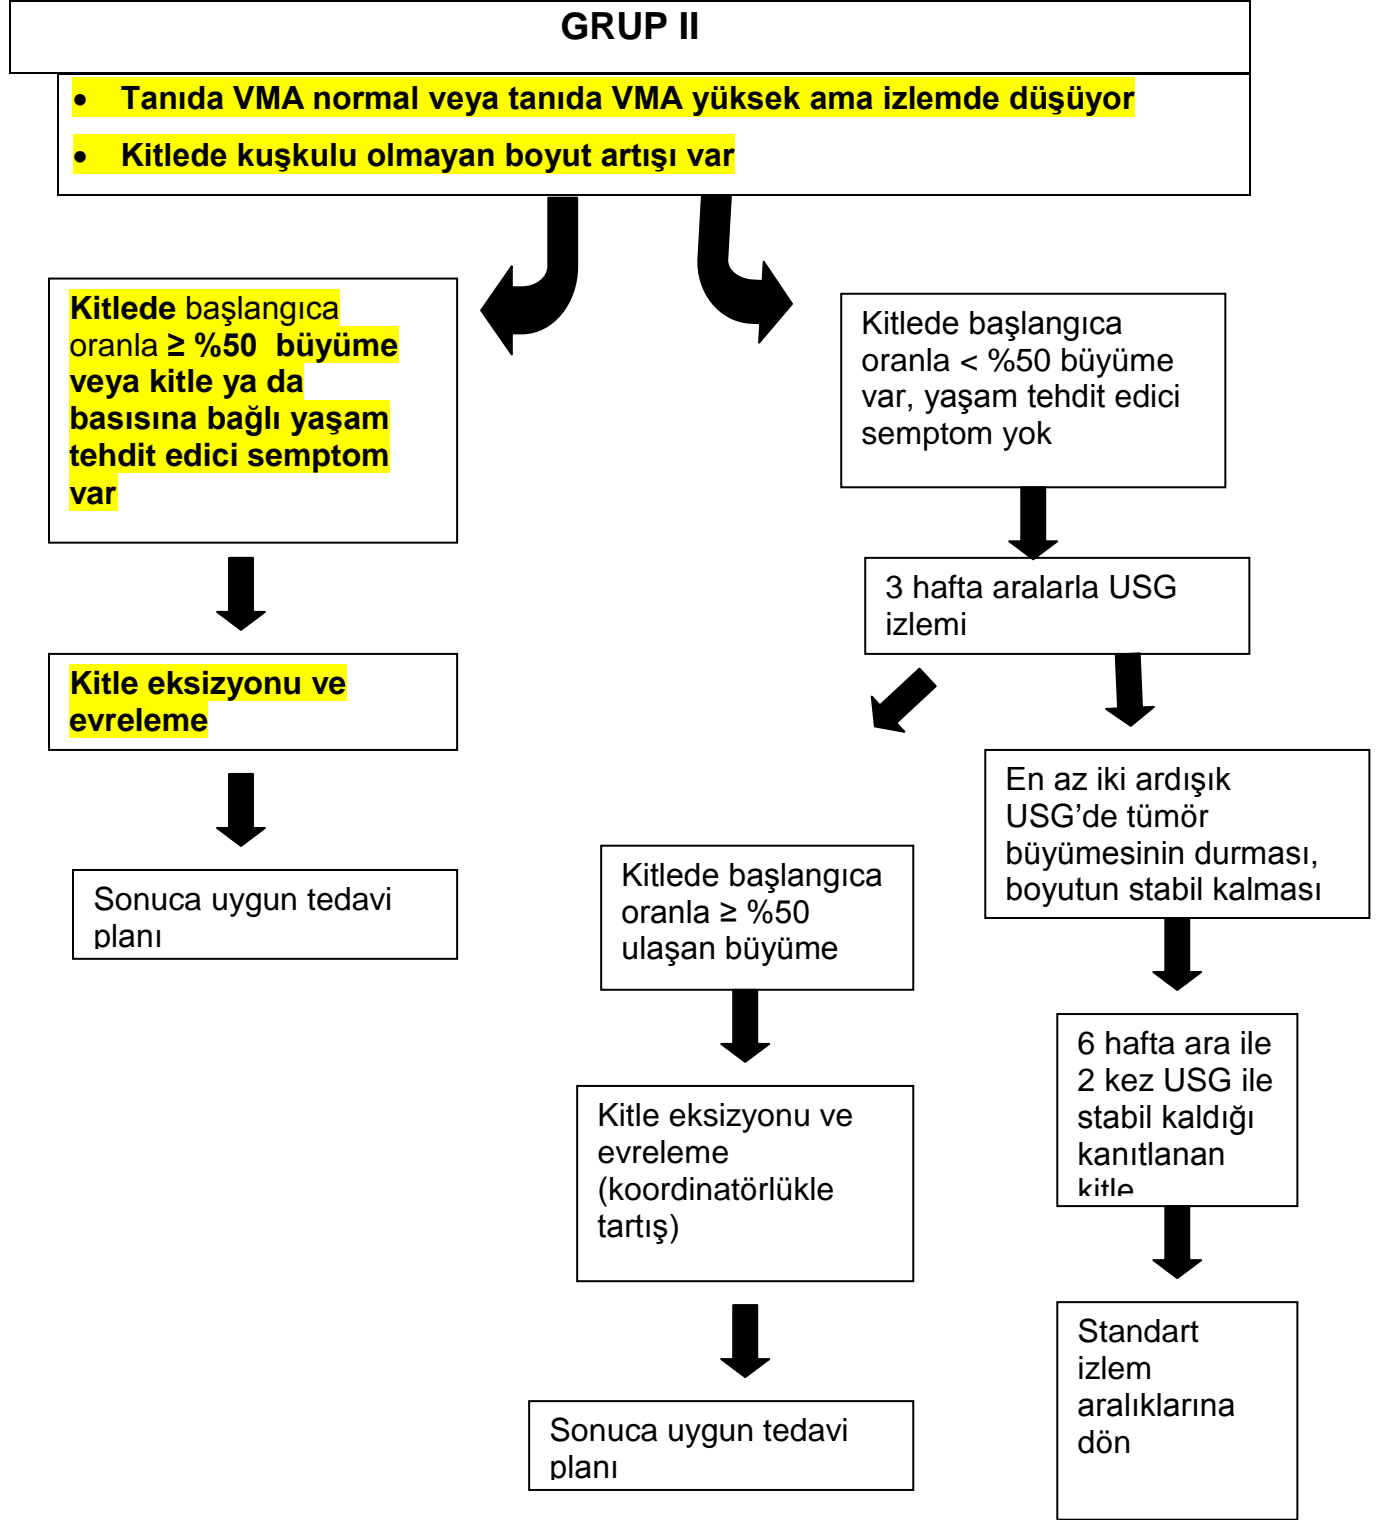 GRUP II
• Tanıda VMA normal veya tanıda VMA yüksek ama izlemde düşüyor
• Kitlede kuşkulu olmayan boyut artışı var
Kitlede başlangıca
oranla ≥ %50 büyüme
veya kitle ya da
basısına bağlı yaşam
tehdit edici semptom
var
Kitle eksizyonu ve
evreleme
Sonuca uygun tedavi
planı
Kitlede başlangıca
oranla < %50 büyüme
var, yaşam tehdit edici
semptom yok
3 hafta aralarla USG
izlemi
Kitlede başlangıca
oranla ≥ %50
ulaşan büyüme
Kitle eksizyonu ve
evreleme
(koordinatörlükle
tartış)
Sonuca uygun tedavi
planı
En az iki ardışık
USG’de tümör
büyümesinin durması,
boyutun stabil kalması
6 hafta ara ile
2 kez USG ile
stabil kaldığı
kanıtlanan
kitle
Standart
izlem
aralıklarına
dön